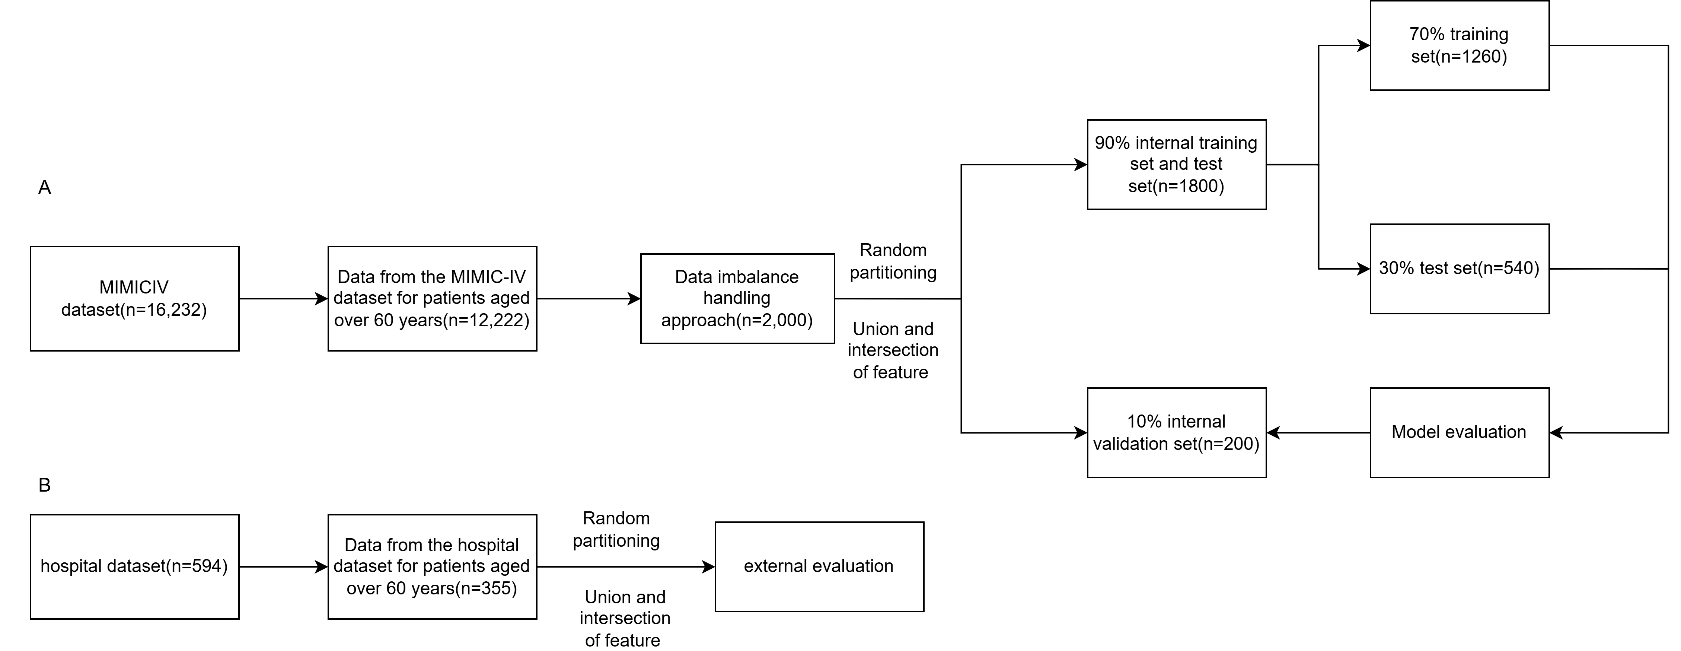 A
MIMICIV
dataset(n=16,232)
Data from the MIMIC-IV
dataset for patients aged
over 60 years(n=12,222)
Data imbalance
handling
approach(n=2,000)
Random
partitioning
Union and
intersection
of feature
90% internal training
set and test
set(n=1800)
70% training
set(n=1260)
30% test set(n=540)
10% internal
validation set(n=200)
Model evaluation
B
hospital dataset(n=594)
Data from the hospital
dataset for patients aged
over 60 years(n=355)
Random
partitioning
Union and
intersection
of feature
external evaluation